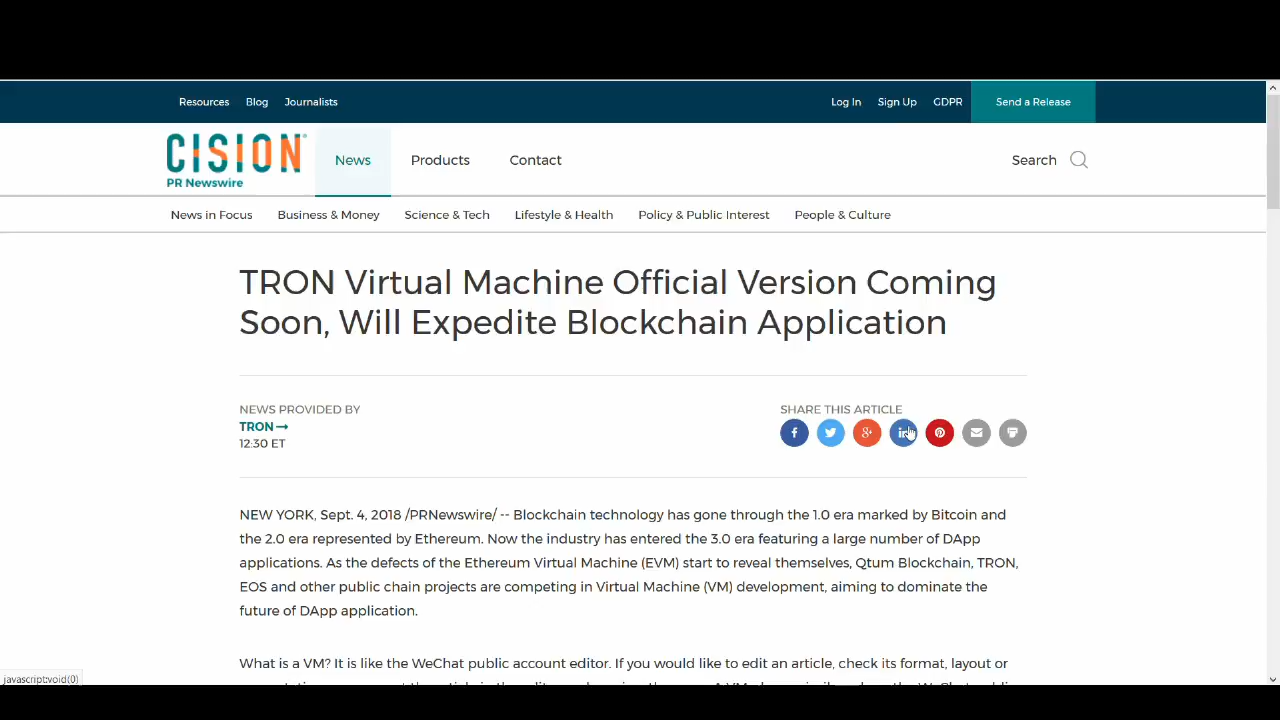 Resources Blog Journalists Log In Sign Up GDPR Send a Release
CISION
PR Newswire
News Products Contact Search
News in Focus Business & Money Science & Tech Lifestyle & Health Policy & Public Interest People & Culture
TRON Virtual Machine Official Version Coming
Soon, Will Expedite Blockchain Application
NEWS PROVIDED BY
TRON
12:30 ET
SHARE THIS ARTICLE
NEW YORK, Sept. 4, 2018 /PRNewswire/ -- Blockchain technology has gone through the 1.0 era marked by Bitcoin and
the 2.0 era represented by Ethereum. Now the industry has entered the 3.0 era featuring a large number of DApp
applications. As the defects of the Ethereum Virtual Machine (EVM) start to reveal themselves, Qtum Blockchain, TRON,
EOS and other public chain projects are competing in Virtual Machine (VM) development, aiming to dominate the
future of DApp application.
What is a VM? It is like the WeChat public account editor. If you would like to edit an article, check its format, layout or
javascript:void(0)